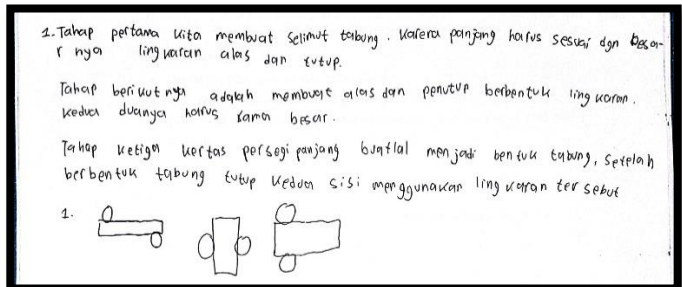 1. Tahap pertama kita membuat selimut tabung. Karena panjang harus sesuai dgn besar-
r nya lingkaran alas dan tutup.
Tahap berikutnya adalah membuat alas dan penutup berbentuk lingkaran.
kedua duanya harus sama besar.
Tahap ketiga kertas persegi panjang buatlal menjadi bentuk tabung, setelah
berbentuk tabung tutup kedua sisi menggunakan lingkaran tersebut
1.